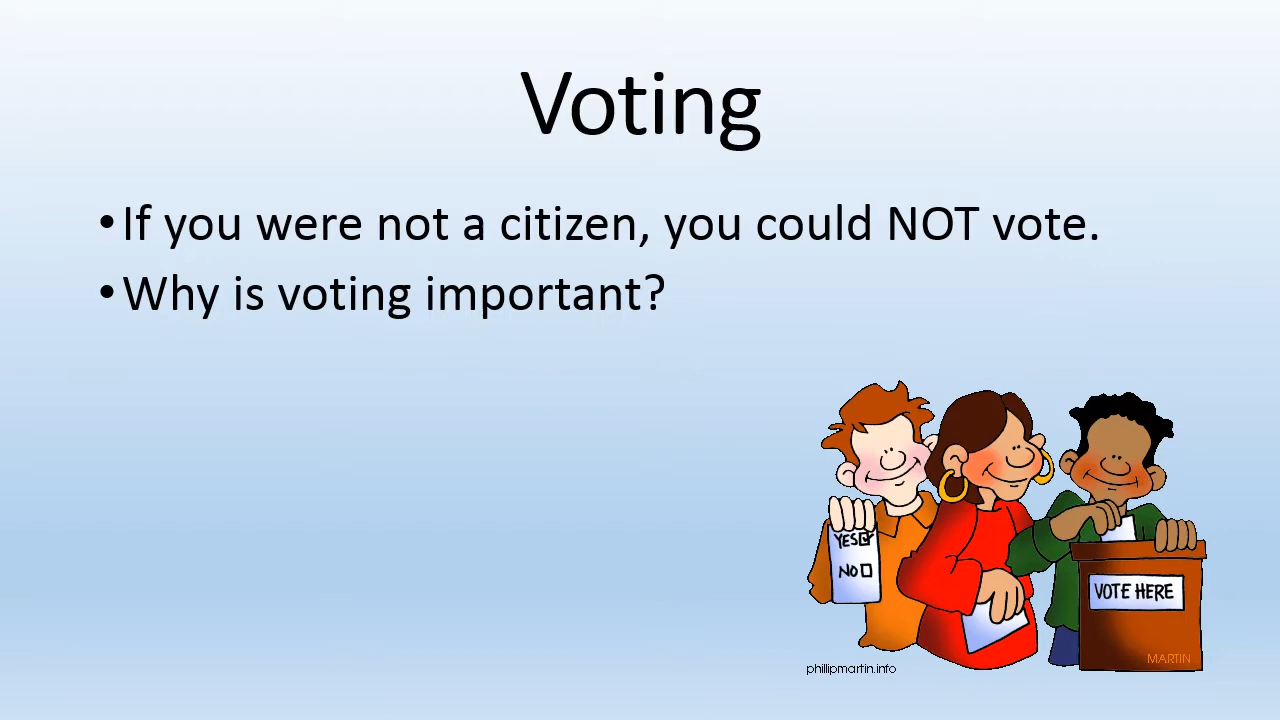 Voting
•If you were not a citizen, you could NOT vote.
•Why is voting important?
YES☑
NO☐
VOTE HERE
MARTIN
phillipmartin.info